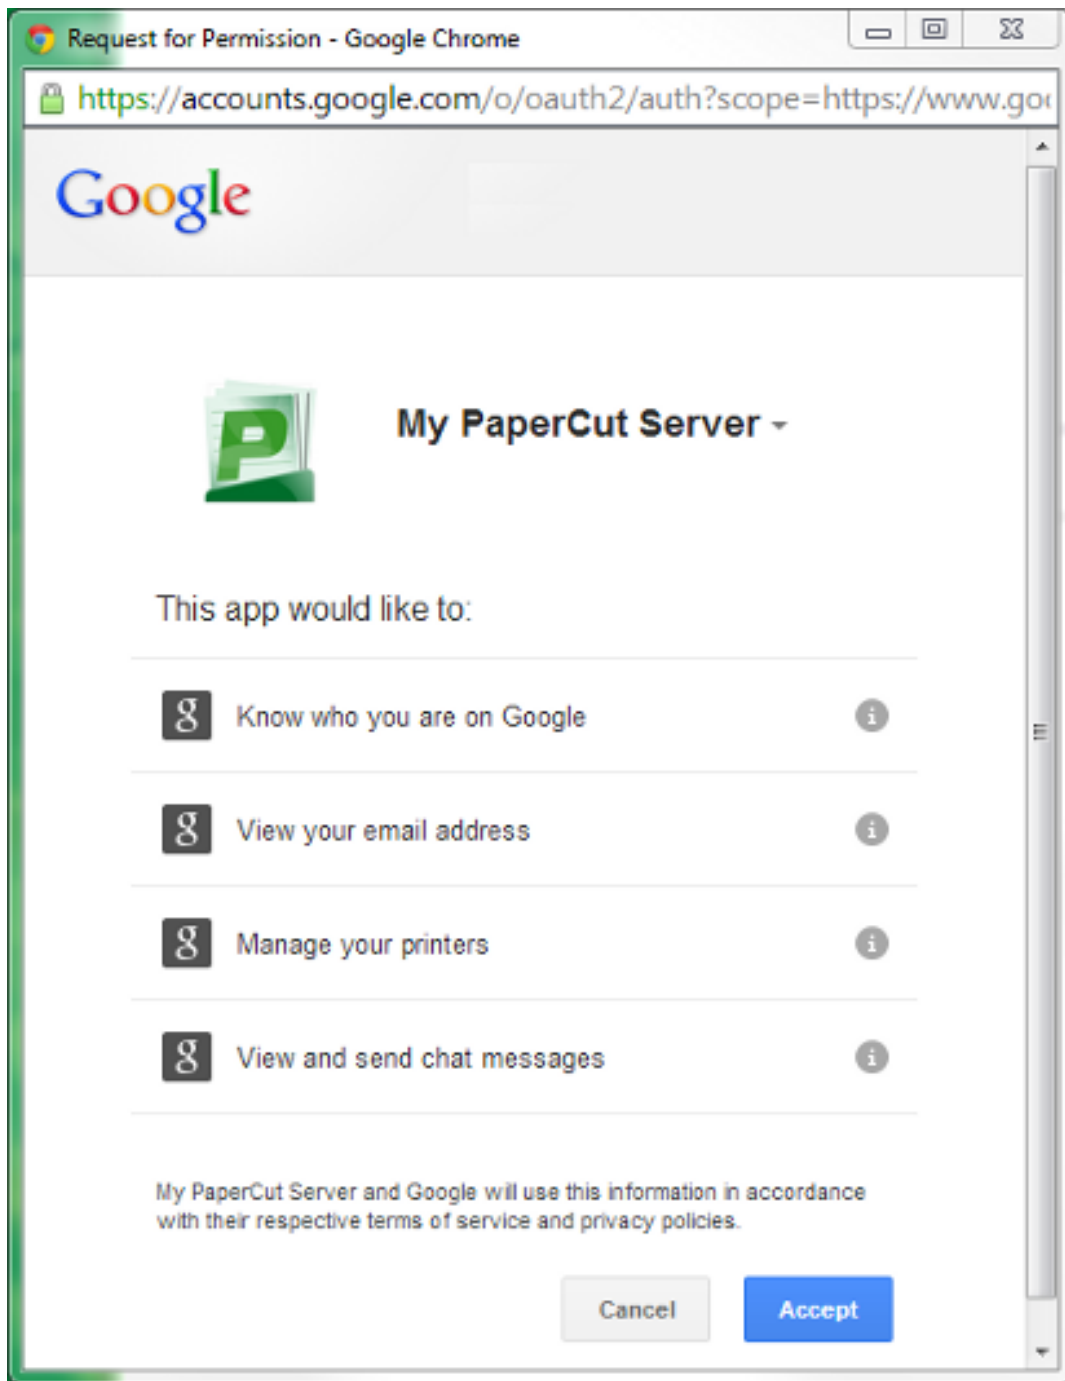 Request for Permission - Google Chrome
https://accounts.google.com/o/oauth2/auth?scope=https://www.goo
Google
P
My PaperCut Server
This app would like to:
g Know who you are on Google i
g View your email address i
g Manage your printers i
g View and send chat messages i
My PaperCut Server and Google will use this information in accordance
with their respective terms of service and privacy policies.
Cancel Accept